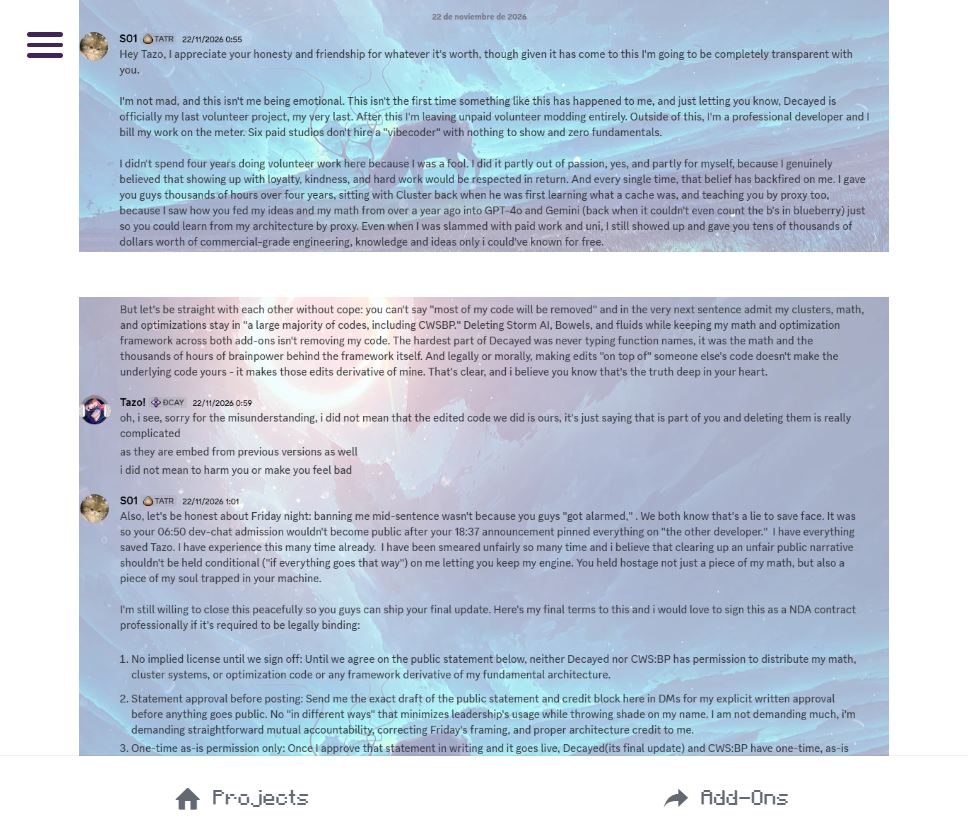 22 de noviembre de 2026
S01 TATR 22/11/2026 0:55
Hey Tazo, I appreciate your honesty and friendship for whatever it's worth, though given it has come to this I'm going to be completely transparent with
you.
I'm not mad, and this isn't me being emotional. This isn't the first time something like this has happened to me, and just letting you know, Decayed is
officially my last volunteer project, my very last. After this I'm leaving unpaid volunteer modding entirely. Outside of this, I'm a professional developer and I
bill my work on the meter. Six paid studios don't hire a "vibecoder" with nothing to show and zero fundamentals.
I didn't spend four years doing volunteer work here because I was a fool. I did it partly out of passion, yes, and partly for myself, because I genuinely
believed that with loyalty, kindness, and hard work would be respected in return. And every single time, that belief has backfired on me. I gave
you guys thousands of hours over four years, sitting with Cluster back when he was first learning what a cache was, and teaching you by proxy too,
because I saw how you fed my ideas and my math from over a year ago into GPT-4o and Gemini (back when it couldn't even count the b's in blueberry) just
so you could learn from my architecture by proxy. Even when I was slammed with paid work and uni, I still showed up and gave you tens of thousands of
dollars worth of commercial-grade engineering, knowledge and ideas only i could've known for free.
But let's be straight with each other without cope: you can't say "most of my code will be removed" and in the very next sentence admit my clusters, math,
and optimizations stay in "a large majority of codes, including CWSBP." Deleting Storm AI, Bowels, and fluids while keeping my math and optimization
framework across both add-ons isn't removing my code. The hardest part of Decayed was never typing function names, it was the math and the
thousands of hours of brainpower behind the framework itself. And legally or morally, making edits "on top of" someone else's code doesn't make the
underlying code yours - it makes those edits derivative of mine. That's clear, and i believe you know that's the truth deep in your heart.
Tazo! ĐCAY 22/11/2026 0:59
oh, i see, sorry for the misunderstanding, i did not mean that the edited code we did is ours, it's just saying that is part of you and deleting them is really
complicated
as they are embed from previous versions as well
i did not mean to harm you or make you feel bad
S01 TATR 22/11/2026 1:01
Also, let's be honest about Friday night: banning me mid-sentence wasn't because you guys "got alarmed," . We both know that's a lie to save face. It was
so your 06:50 dev-chat admission wouldn't become public after your 18:37 announcement pinned everything on "the other developer." I have everything
saved Tazo. I have experience this many time already. I have been smeared unfairly so many time and i believe that clearing up an unfair public narrative
shouldn't be held conditional ("if everything goes that way") on me letting you keep my engine. You held hostage not just a piece of my math, but also a
piece of my soul trapped in your machine.
I'm still willing to close this peacefully so you guys can ship your final update. Here's my final terms to this and i would love to sign this as a NDA contract
professionally if it's required to be legally binding:
1. No implied license until we sign off: Until we agree on the public statement below, neither Decayed nor CWS:BP has permission to distribute my math,
cluster systems, or optimization code or any framework derivative of my fundamental architecture.
2. Statement approval before posting: Send me the exact draft of the public statement and credit block here in DMs for my explicit written approval
before anything goes public. No "in different ways" that minimizes leadership's usage while throwing shade on my name. I am not demanding much, i'm
demanding straightforward mutual accountability, correcting Friday's framing, and proper architecture credit to me.
3. One-time as-is permission only: Once I approve that statement in writing and it goes live, Decayed(its final update) and CWS:BP have one-time, as-is
Projects
Add-Ons